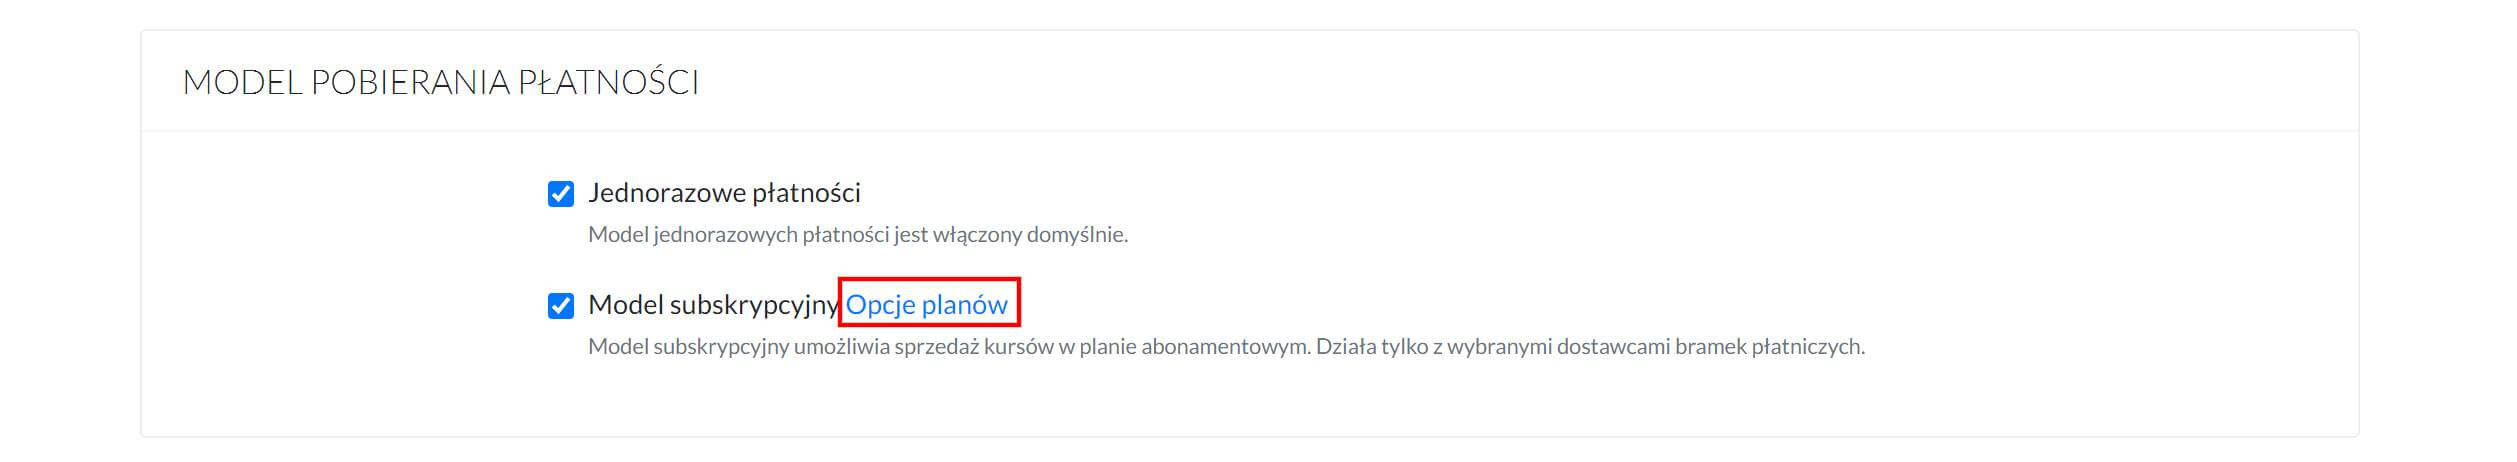 MODEL POBIERANIA PŁATNOŚCI
Jednorazowe płatności
Model jednorazowych płatności jest włączony domyślnie.
Model subskrypcyjny Opcje planów
Model subskrypcyjny umożliwia sprzedaż kursów w planie abonamentowym. Działa tylko z wybranymi dostawcami bramek płatniczych.